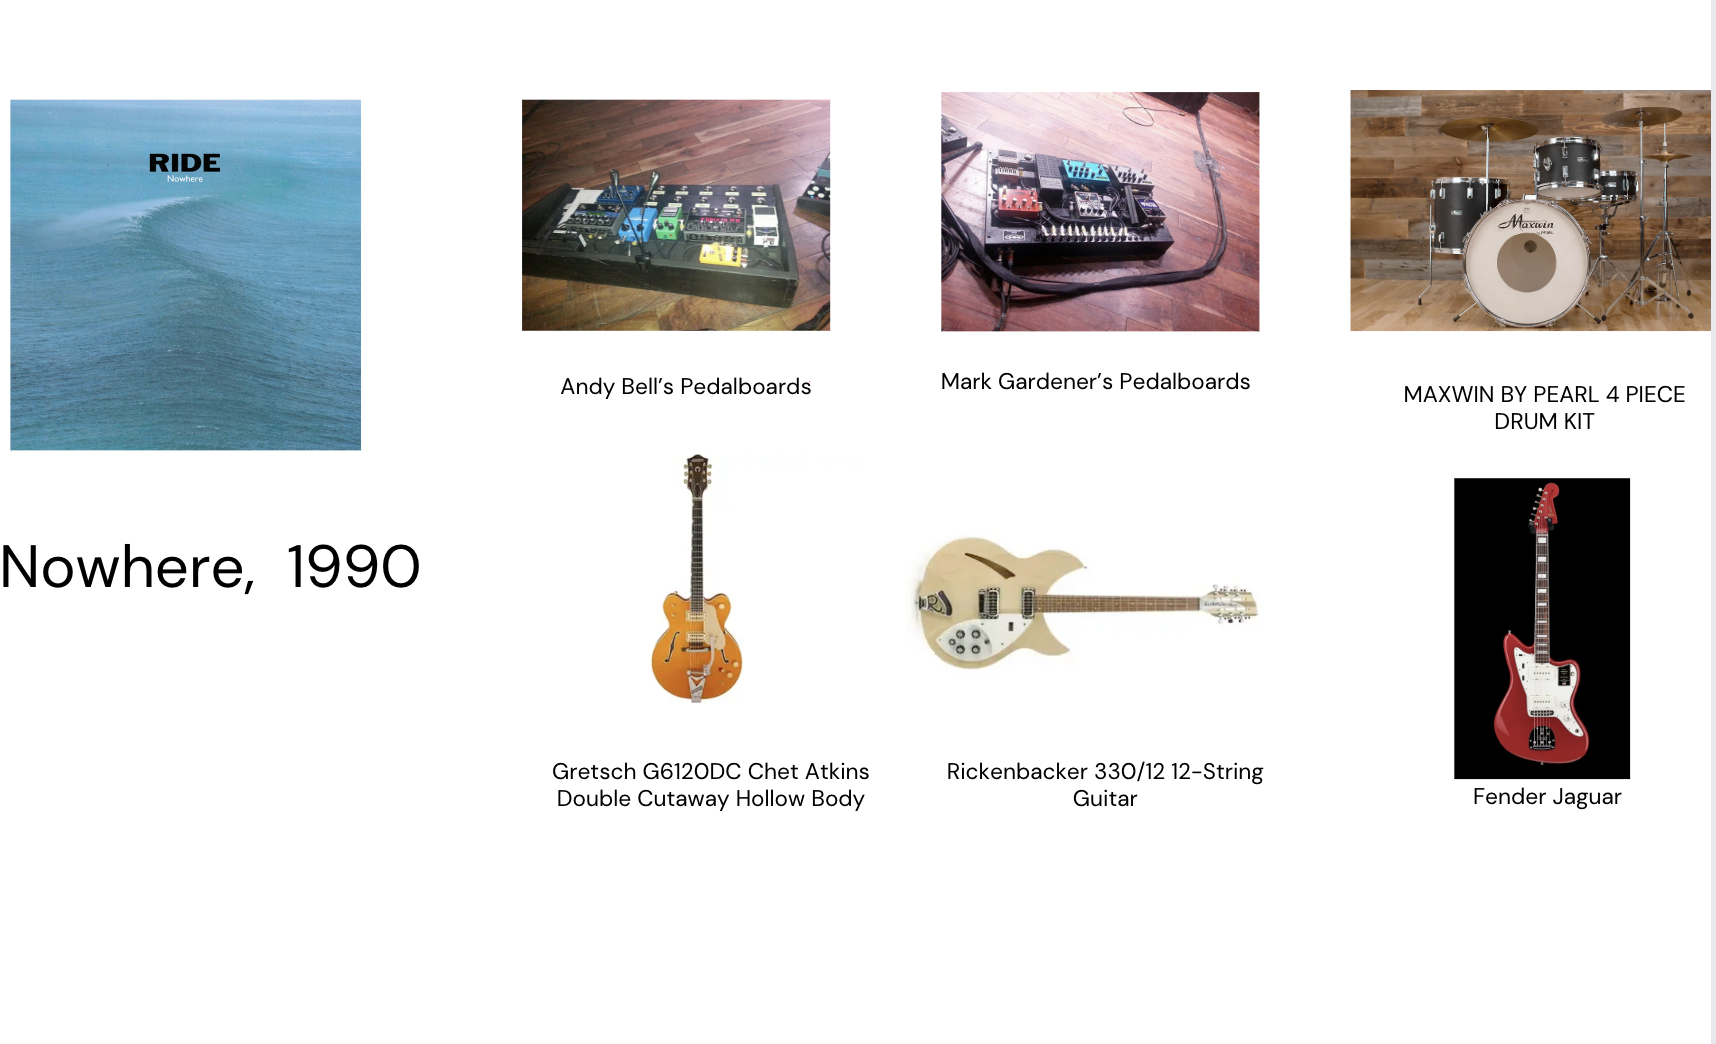 RIDE
Nowhere
Nowhere, 1990
Andy Bell’s Pedalboards
Mark Gardener’s Pedalboards
Maxwin
MAXWIN BY PEARL 4 PIECE
DRUM KIT
Gretsch G6120DC Chet Atkins
Double Cutaway Hollow Body
Rickenbacker 330/12 12-String
Guitar
Fender Jaguar